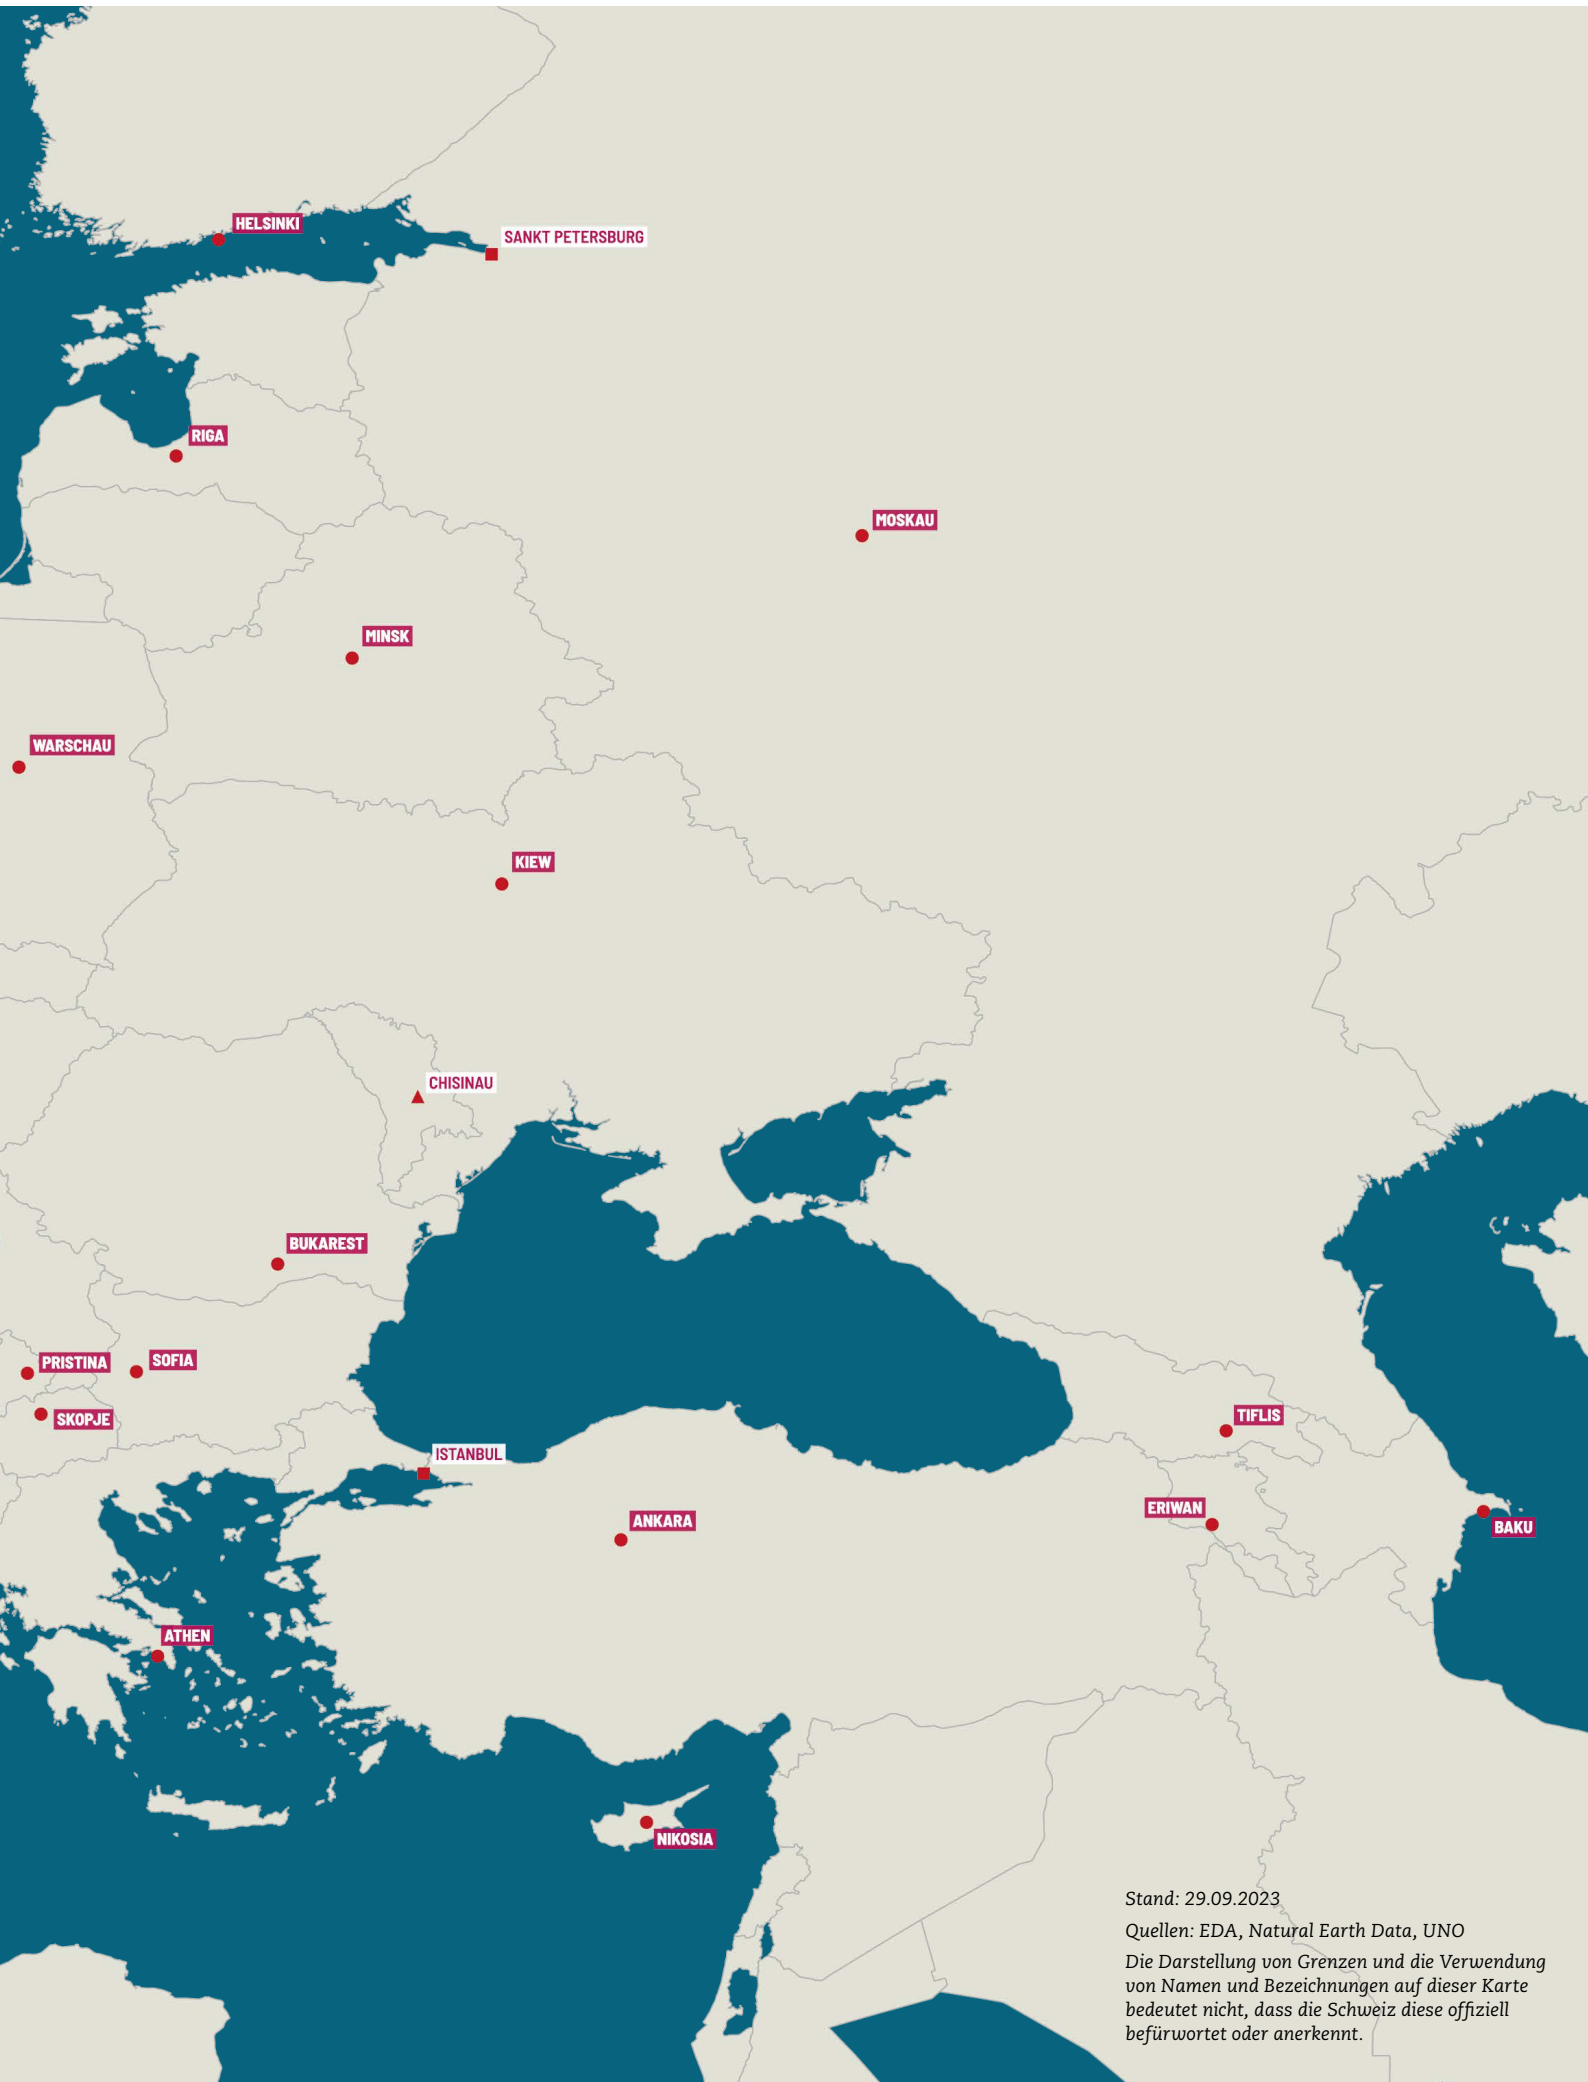 HELSINKI
SANKT PETERSBURG
RIGA
MOSKAU
MINSK
WARSCHAU
KIEW
CHISINAU
BUKAREST
PRISTINA
SOFIA
SKOPJE
TIFLIS
ISTANBUL
ANKARA
ERIWAN
BAKU
ATHEN
NIKOSIA
Stand: 29.09.2023
Quellen: EDA, Natural Earth Data, UNO
Die Darstellung von Grenzen und die Verwendung
von Namen und Bezeichnungen auf dieser Karte
bedeutet nicht, dass die Schweiz diese offiziell
befürwortet oder anerkennt.